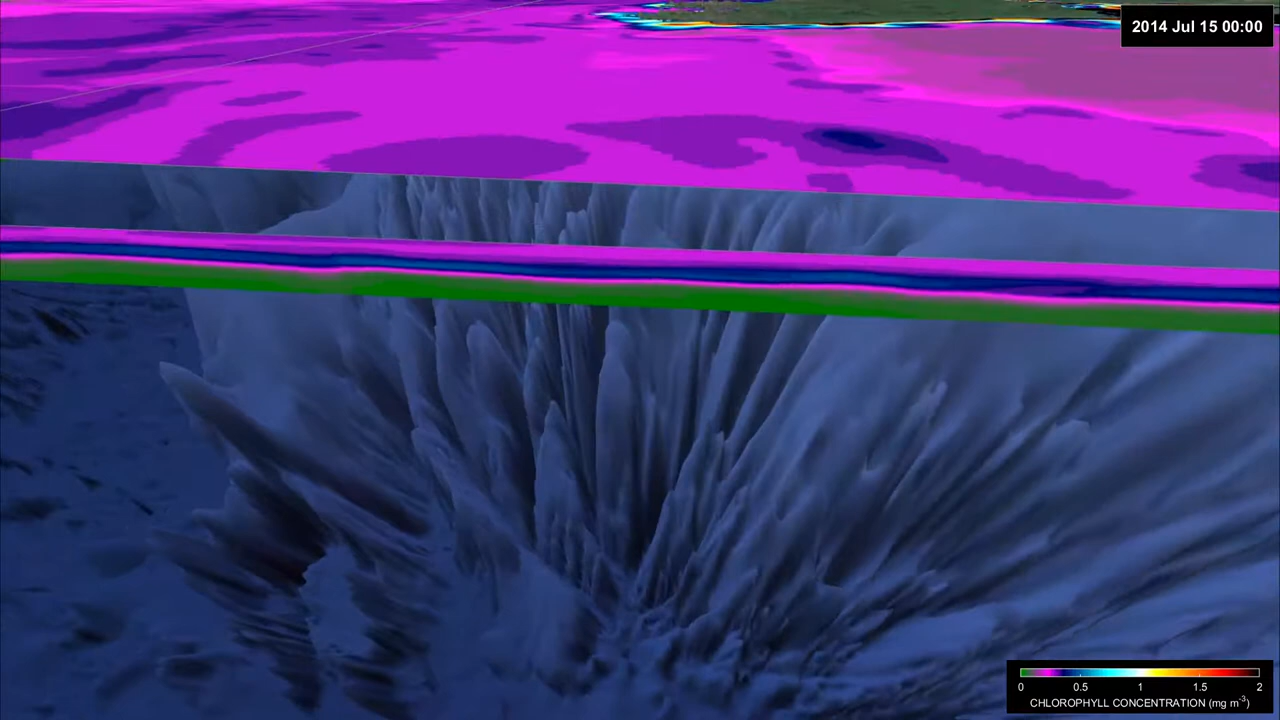 2014 Jul 15 00:00
0 0.5 1 1.5 2
CHLOROPHYLL CONCENTRATION (mg m⁻³)